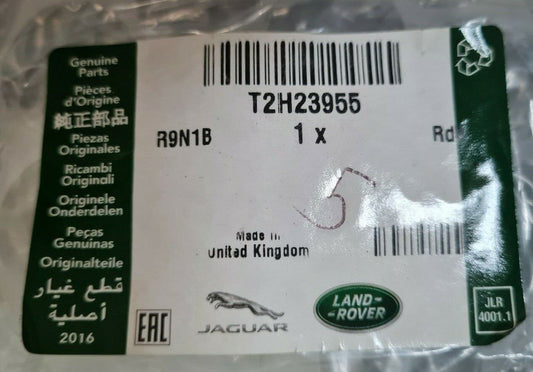 Genuine
Parts
Pièces
d'Origine
純正部品
Piezas
Originales
Ricambi
Originali
Originele
Onderdelen
Peças
Genuinas
Originalteile
قطع غيار
أصلية
2016
T2H23955
R9N1B
1 x
Rd
5
Made in
United Kingdom
EAC
JAGUAR
LAND-
-ROVER
JLR
4001.1